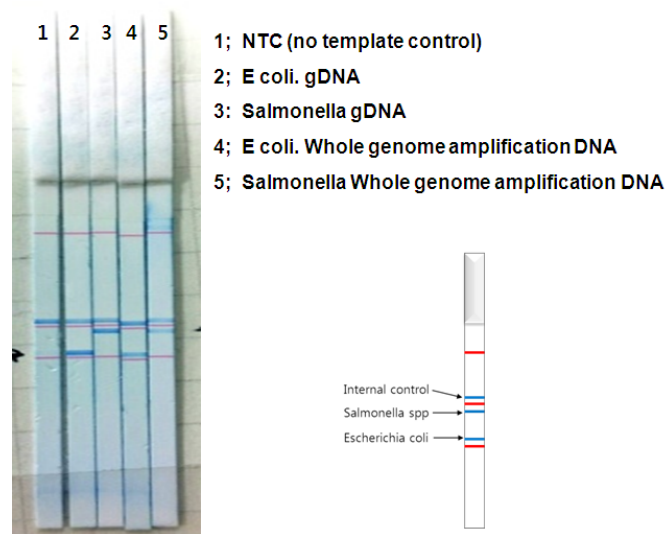 1 2 3 4 5
1; NTC (no template control)
2; E coli. gDNA
3: Salmonella gDNA
4; E coli. Whole genome amplification DNA
5; Salmonella Whole genome amplification DNA
Internal control
Salmonella spp
Escherichia coli